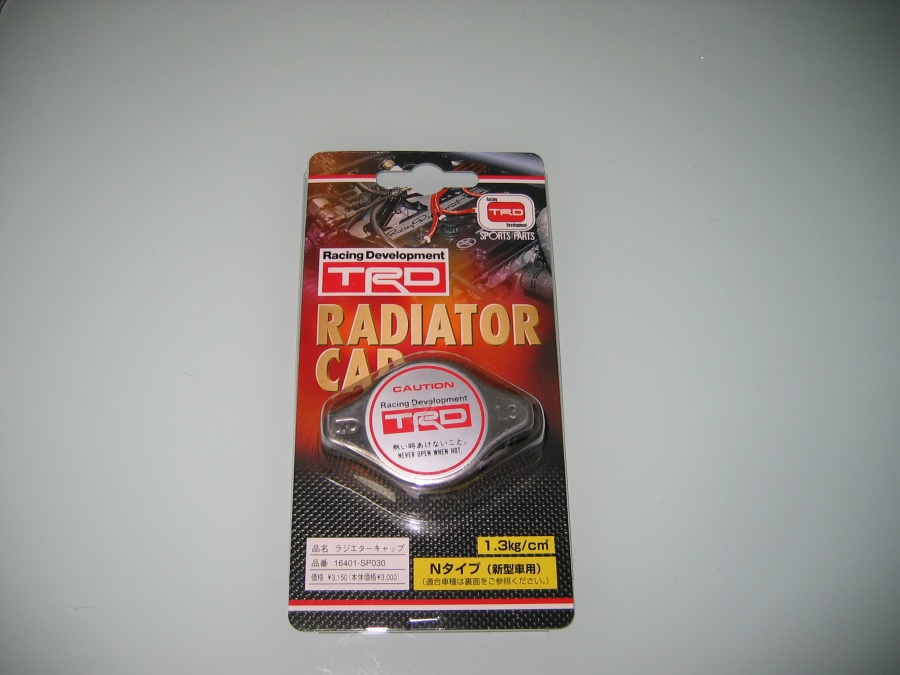 Racing
TRD
Development
SPORTS PARTS
Racing Development
TRD
RADIATOR
CAP
CAUTION
Racing Development
TRD
熱い時あけないこと。
NEVER OPEN WHEN HOT.
1.3
1.3kg/cm²
品名 ラジエターキャップ
品番 16401-SP030
価格 ¥3,150(本体価格¥3,000)
Nタイプ(新型車用)
(適合車種は裏面をご参照ください。)